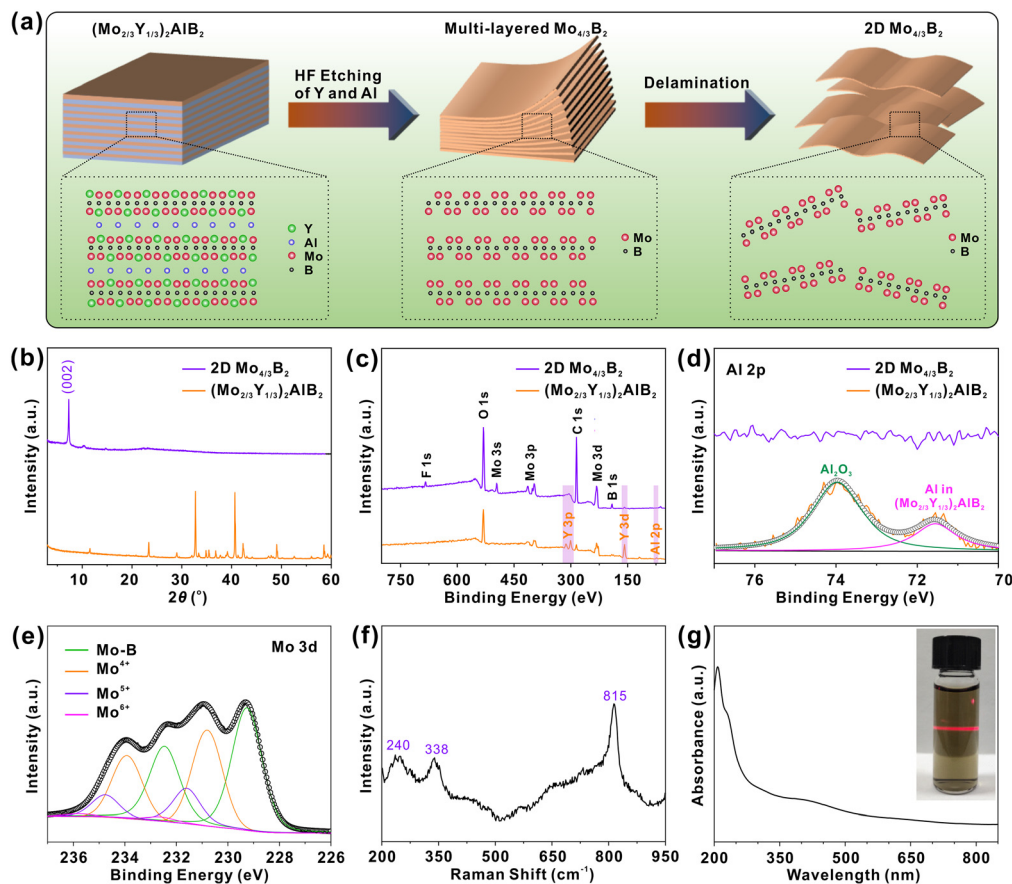 (a)
(Mo2/3Y1/3)2AlB2
Multi-layered Mo4/3B2
2D Mo4/3B2
HF Etching
of Y and Al
Delamination
Y
Al
Mo
B
Mo
B
Mo
B
(b)
(002)
2D Mo4/3B2
(Mo2/3Y1/3)2AlB2
Intensity (a.u.)
10 20 30 40 50 60
2θ (°)
(c)
2D Mo4/3B2
(Mo2/3Y1/3)2AlB2
F 1s
O 1s
Mo 3s
Mo 3p
C 1s
Mo 3d
B 1s
Y 3p
Y 3d
Al 2p
Intensity (a.u.)
750 600 450 300 150
Binding Energy (eV)
(d)
Al 2p
2D Mo4/3B2
(Mo2/3Y1/3)2AlB2
Al2O3
Al in
(Mo2/3Y1/3)2AlB2
Intensity (a.u.)
76 74 72 70
Binding Energy (eV)
(e)
Mo-B
Mo4+
Mo5+
Mo6+
Mo 3d
Intensity (a.u.)
236 234 232 230 228 226
Binding Energy (eV)
(f)
240
338
815
Intensity (a.u.)
200 350 500 650 800 950
Raman Shift (cm-1)
(g)
Absorbance (a.u.)
200 350 500 650 800
Wavelength (nm)